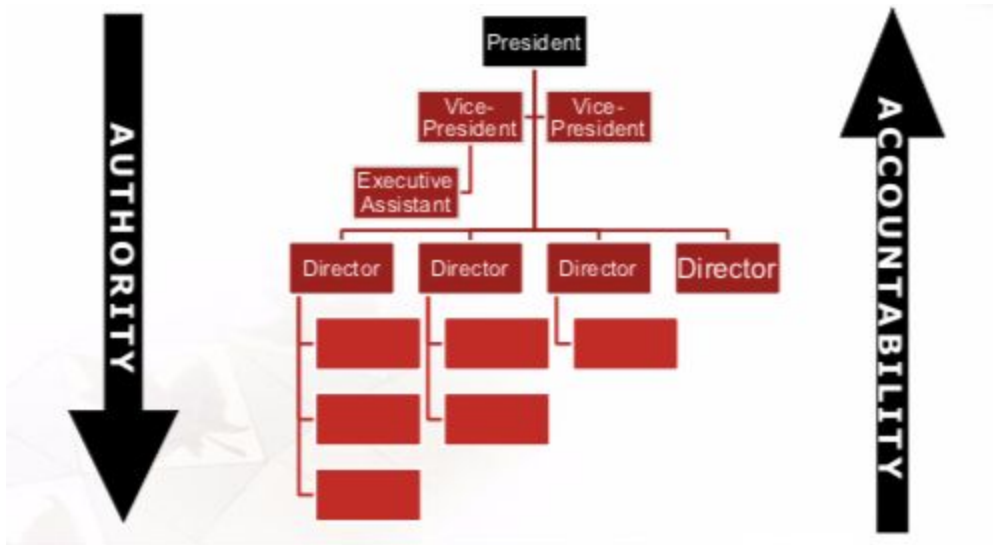 President
Vice-
President
Vice-
President
Executive
Assistant
Director
Director
Director
Director
AUTHORITY
ACCOUNTABILITY